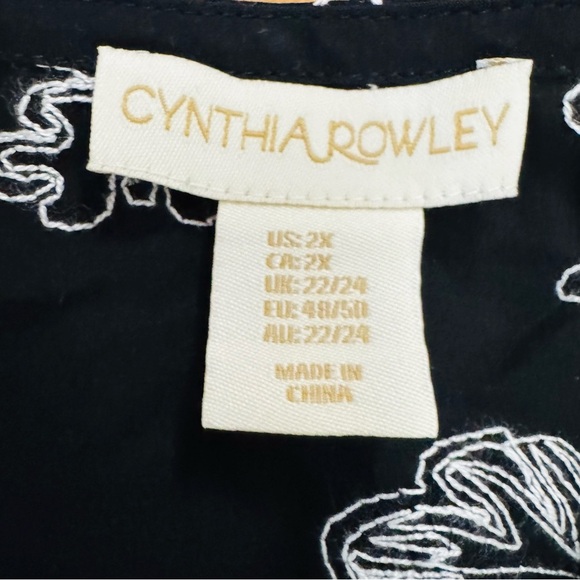 CYNTHIA ROWLEY
US: 2X
CA: 2X
UK: 22/24
EU: 48/50
AU: 22/24
MADE IN
CHINA